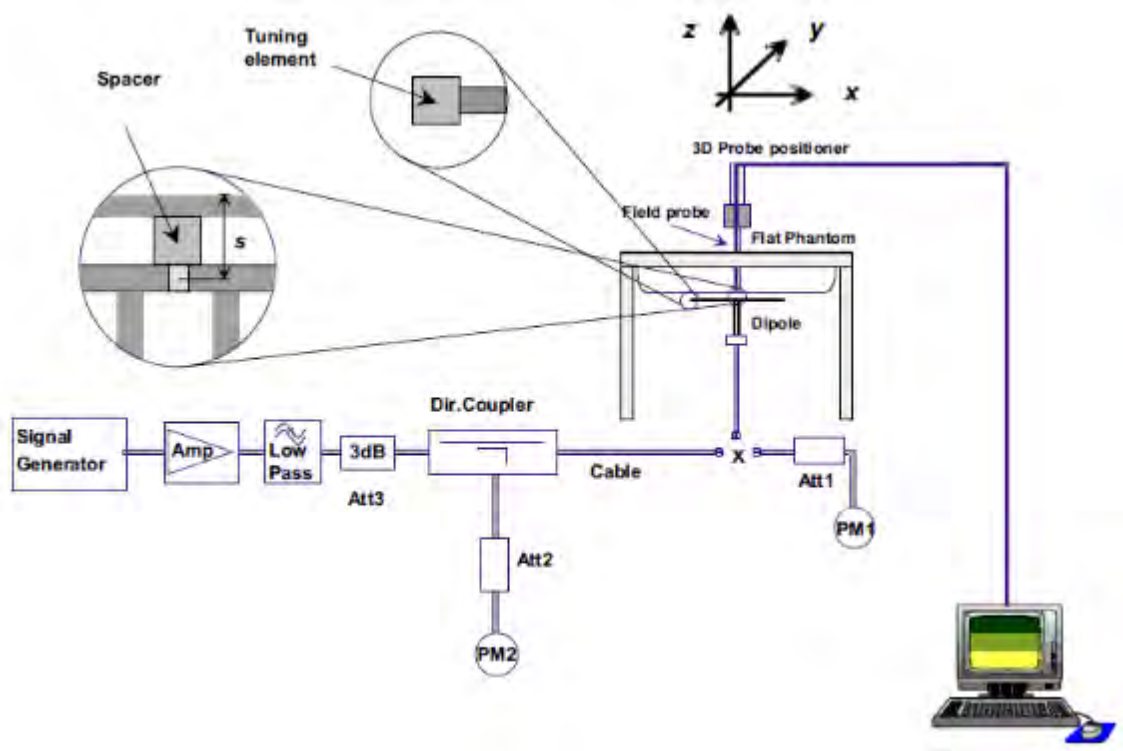 Tuning
element
Spacer
z
y
x
3D Probe positioner
s
Field probe
Flat Phantom
Dipole
Dir.Coupler
Signal
Generator
Amp
Low
Pass
3dB
Att3
Cable
x
Att1
PM1
Att2
PM2